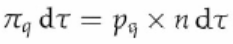 π_q dτ = p_q × n dτ